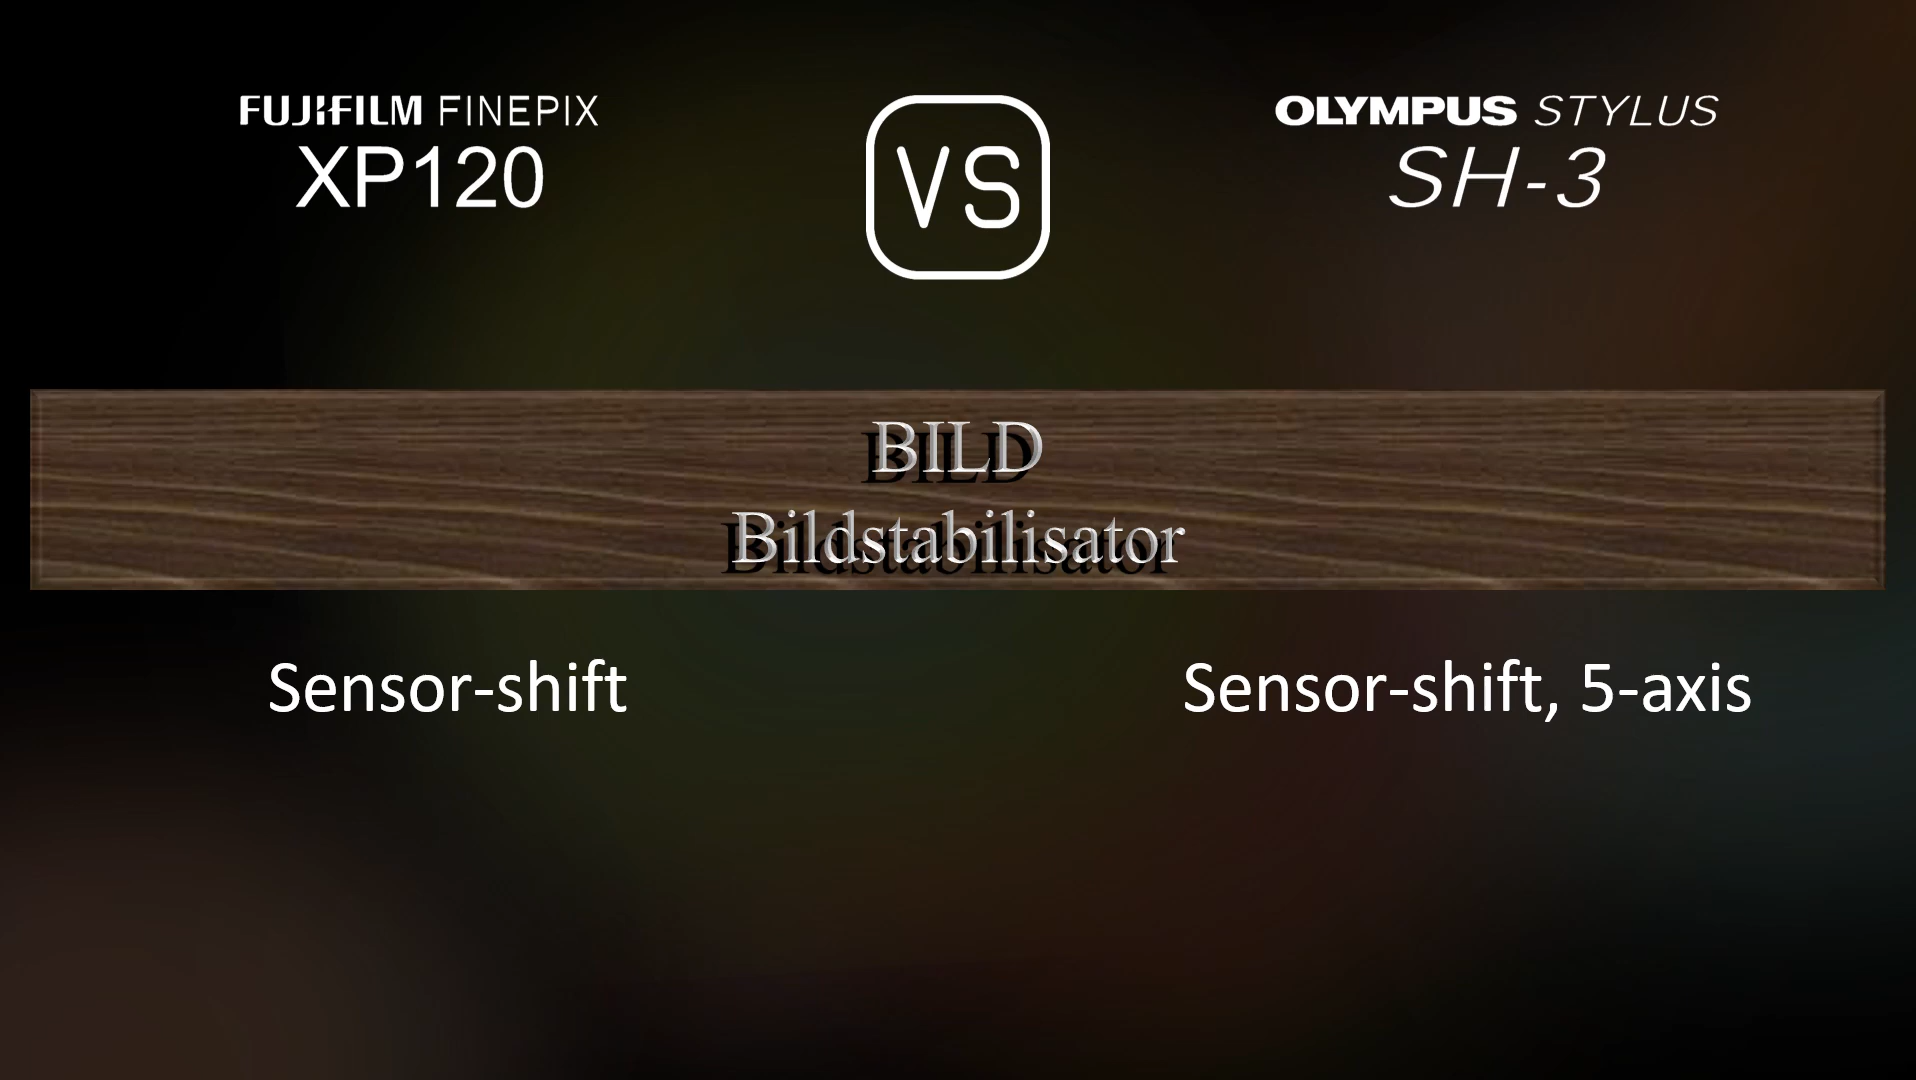 FUJIFILM FINEPIX
XP120
VS
OLYMPUS STYLUS
SH-3
BILD
Bildstabilisator
Sensor-shift
Sensor-shift, 5-axis